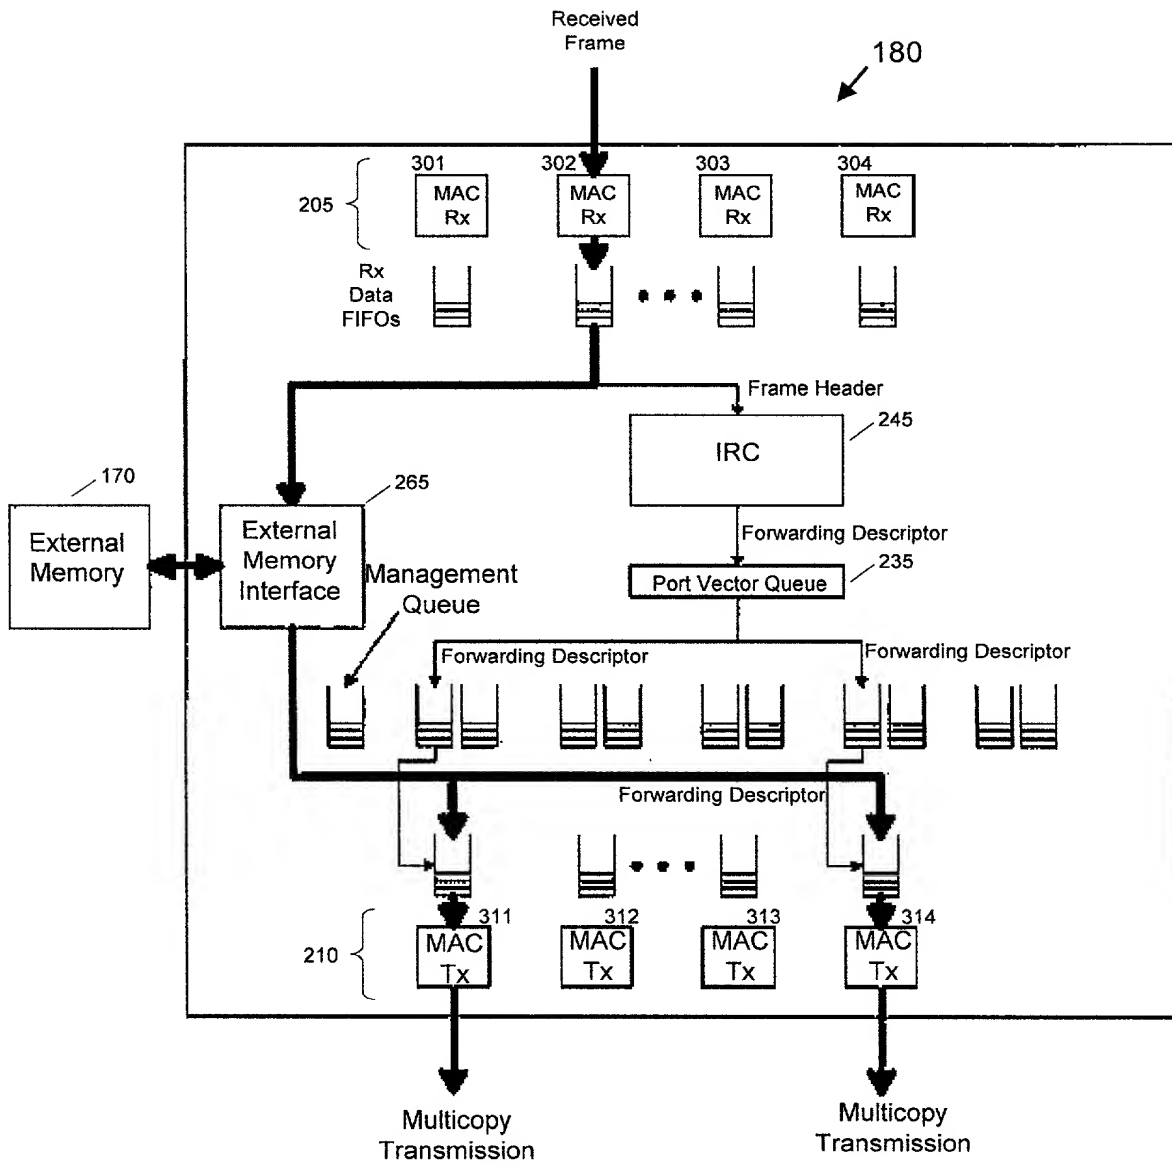 Received
Frame
180
301
302
303
304
205
MAC
Rx
MAC
Rx
MAC
Rx
MAC
Rx
Rx
Data
FIFOs
Frame Header
245
IRC
170
265
External
Memory
External
Memory
Interface
Forwarding Descriptor
235
Port Vector Queue
Management
Queue
Forwarding Descriptor
Forwarding Descriptor
Forwarding Descriptor
311
312
313
314
210
MAC
Tx
MAC
Tx
MAC
Tx
MAC
Tx
Multicopy
Transmission
Multicopy
Transmission